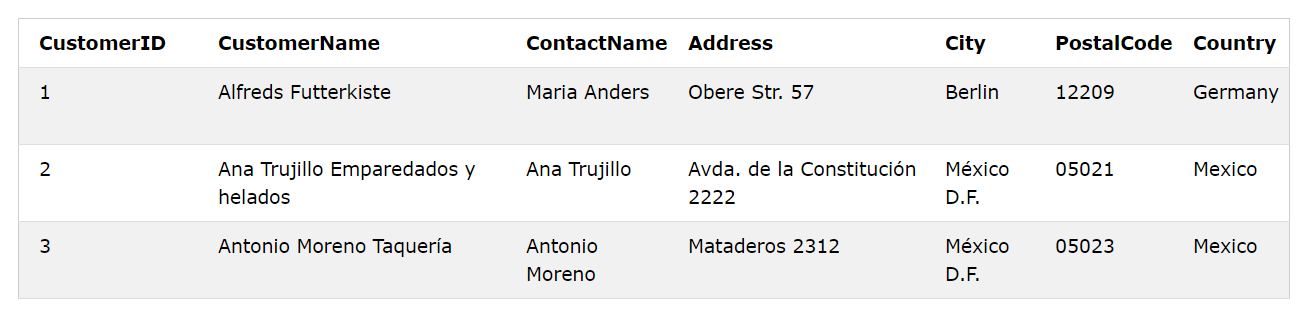 CustomerID CustomerName ContactName Address City PostalCode Country
1 Alfreds Futterkiste Maria Anders Obere Str. 57 Berlin 12209 Germany
2 Ana Trujillo Emparedados y Ana Trujillo Avda. de la Constitución México 05021 Mexico
helados 2222 D.F.
3 Antonio Moreno Taquería Antonio Mataderos 2312 México 05023 Mexico
Moreno D.F.